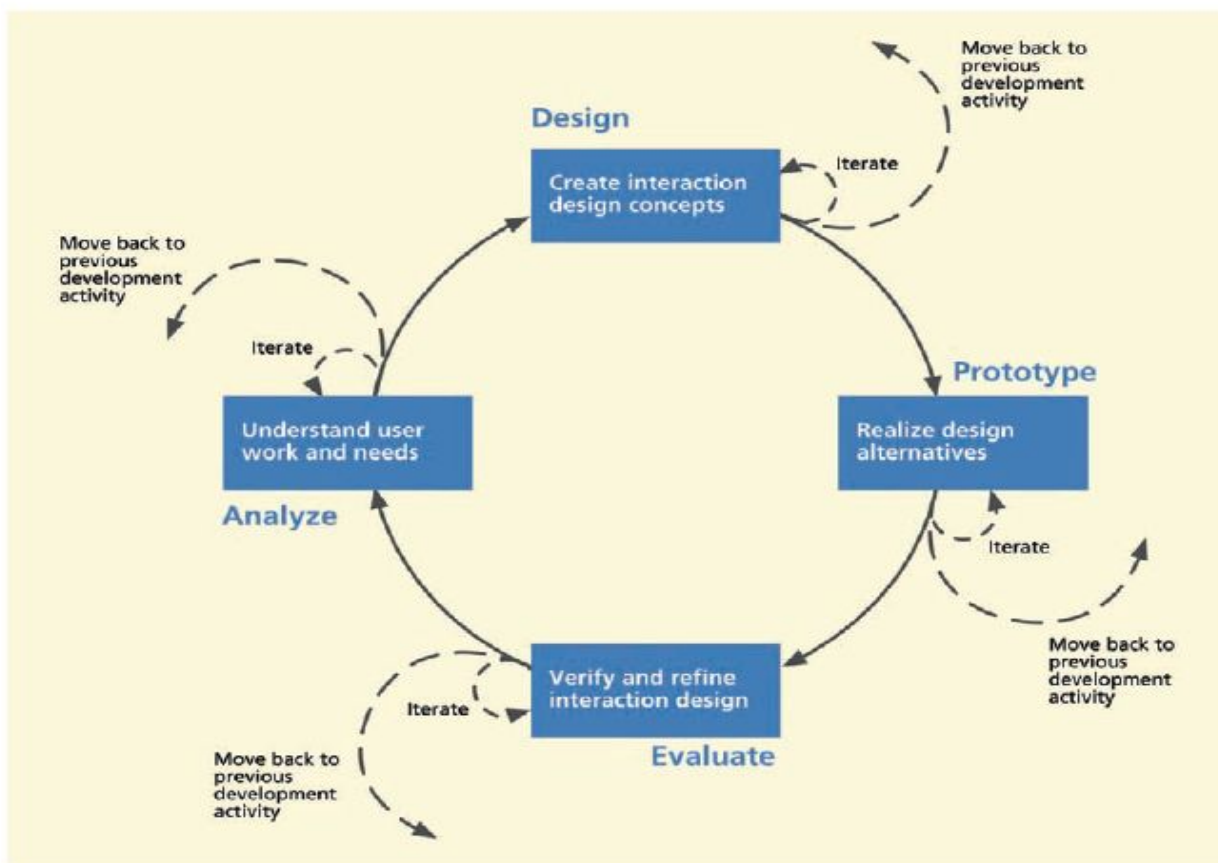 Move back to
previous
development
activity
Design
Iterate
Create interaction
design concepts
Move back to
previous
development
activity
Iterate
Prototype
Understand user
work and needs
Realize design
alternatives
Analyze
Iterate
Move back to
previous
development
activity
Verify and refine
interaction design
Iterate
Evaluate
Move back to
previous
development
activity